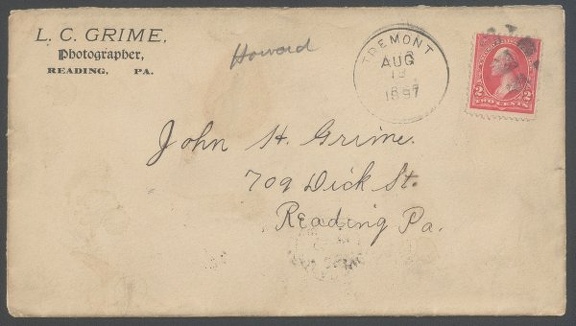 L. C. GRIME,
Photographer,
READING, PA.
Howard
TREMONT
AUG
1897
2 2
TWO CENTS
John H. Grime.
709 Dick St.
Reading Pa.